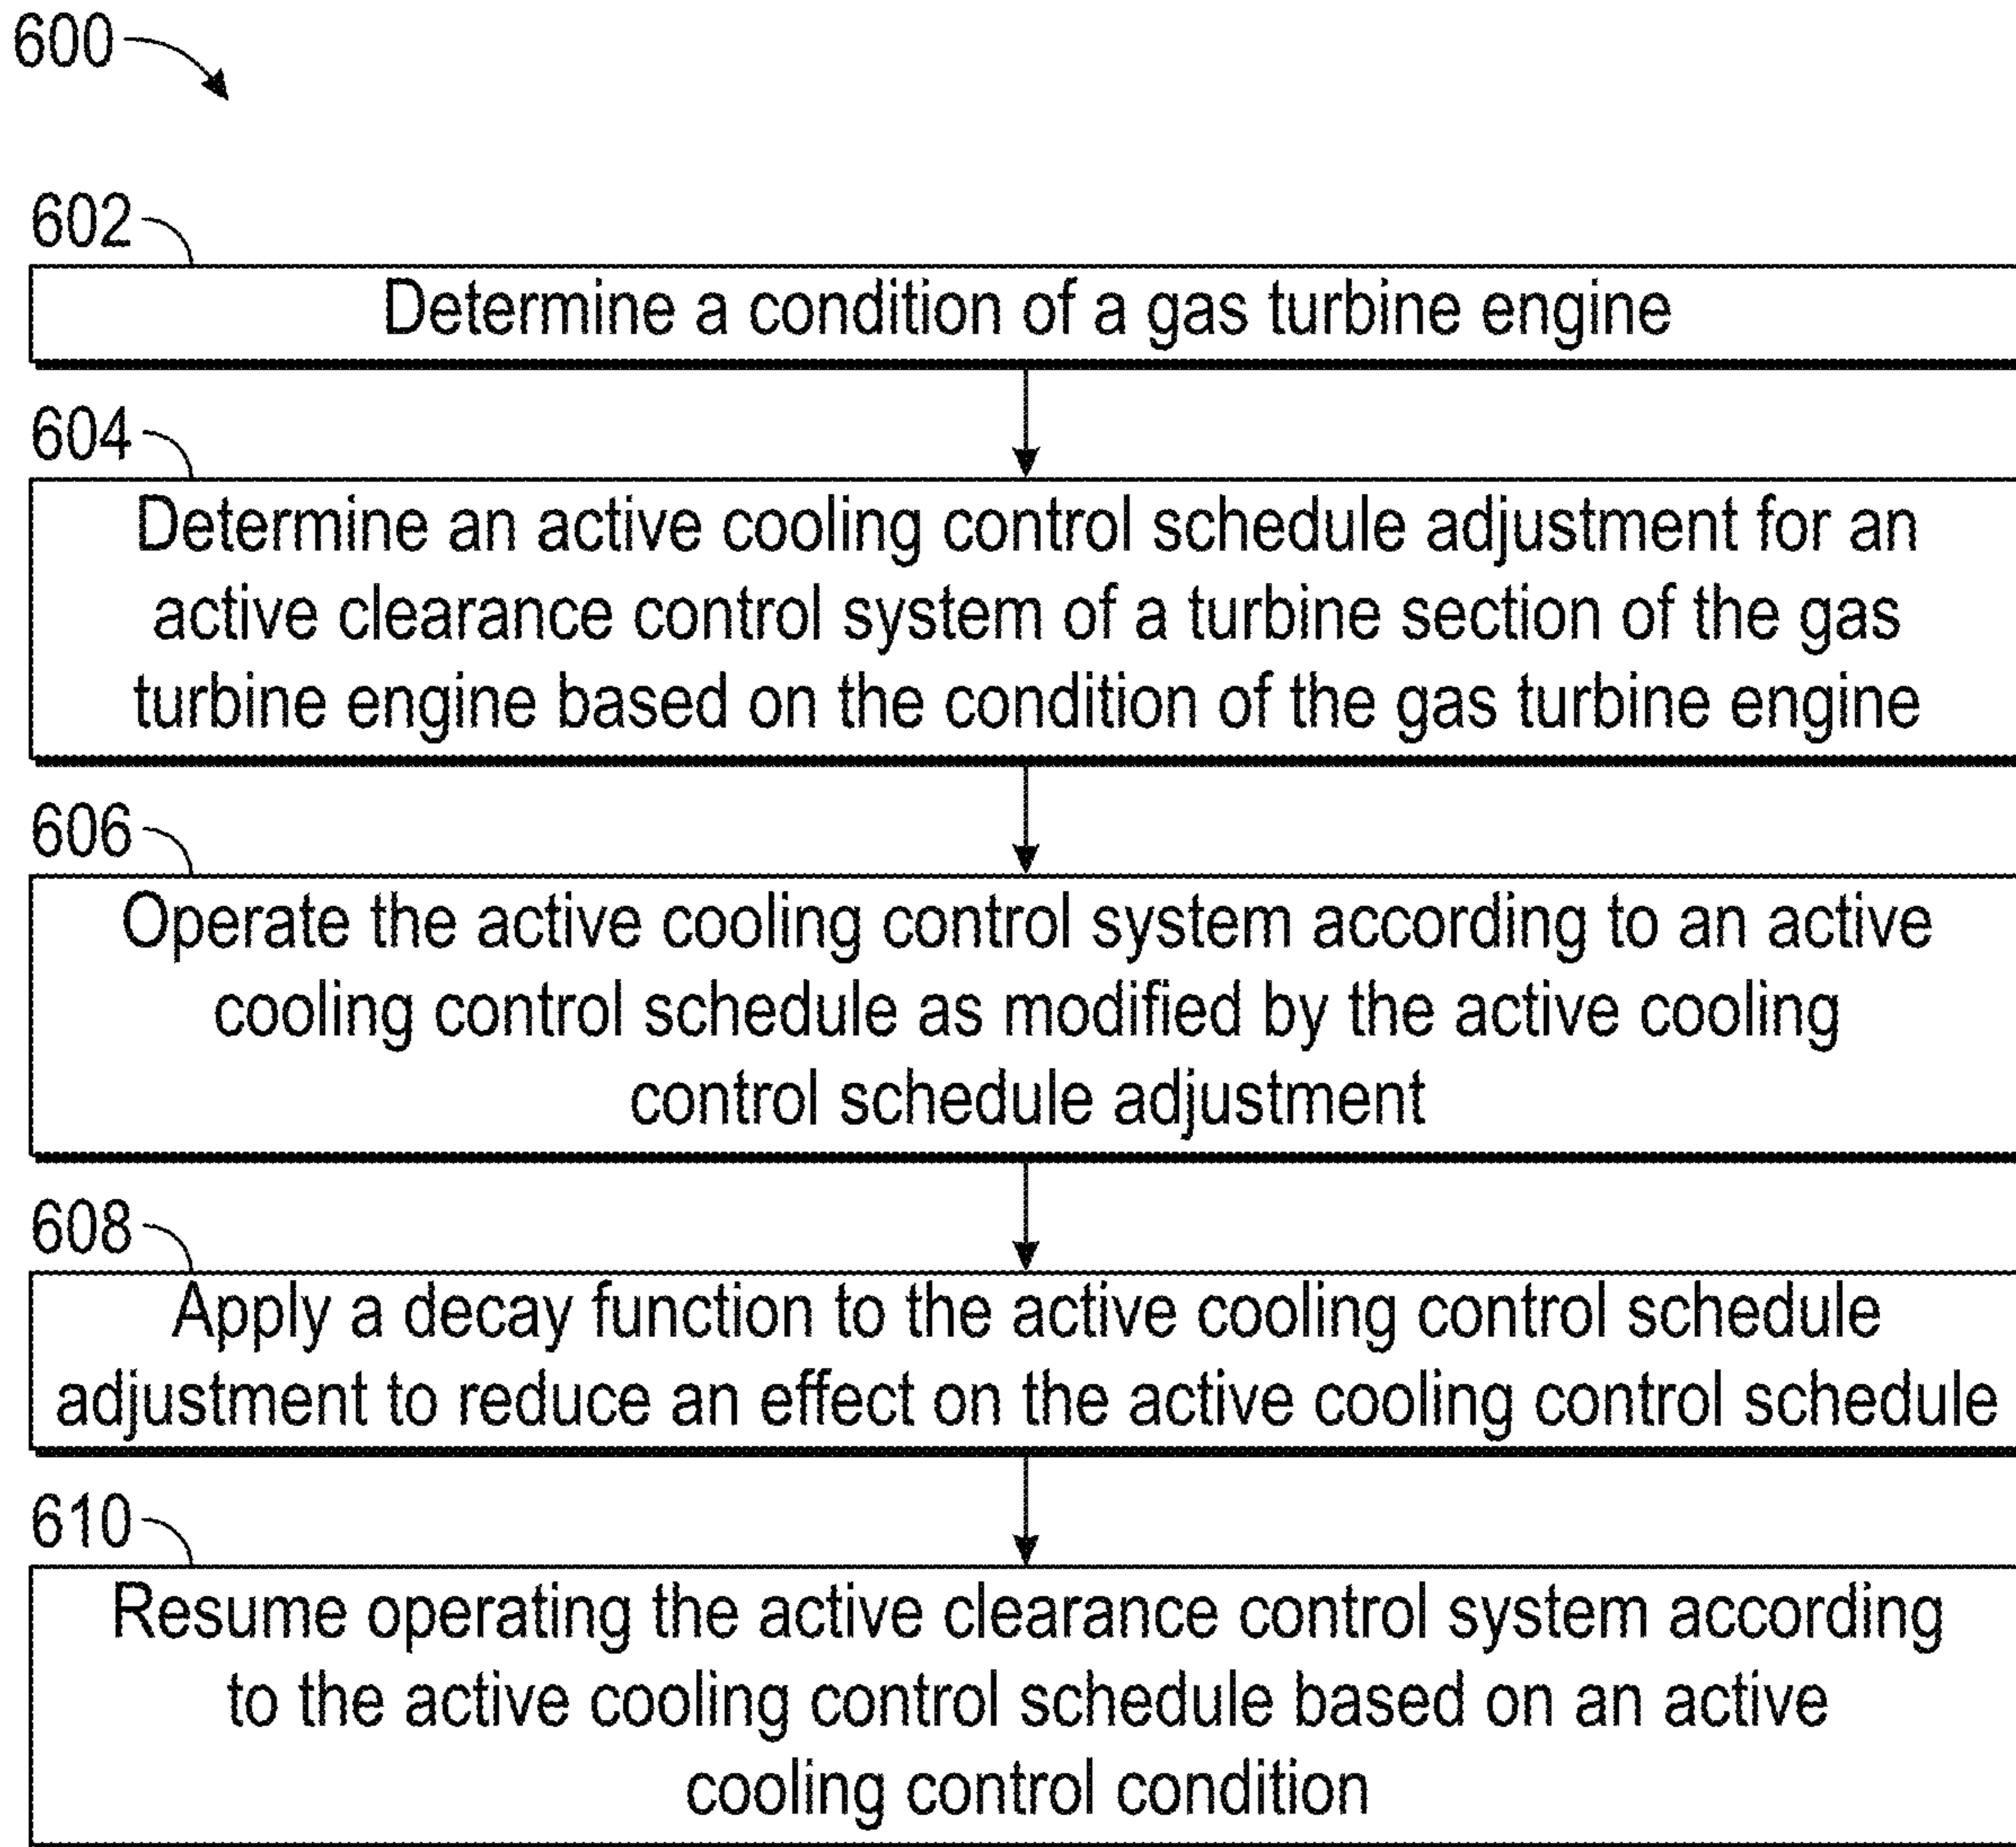 600
602
Determine a condition of a gas turbine engine
604
Determine an active cooling control schedule adjustment for an
active clearance control system of a turbine section of the gas
turbine engine based on the condition of the gas turbine engine
606
Operate the active cooling control system according to an active
cooling control schedule as modified by the active cooling
control schedule adjustment
608
Apply a decay function to the active cooling control schedule
adjustment to reduce an effect on the active cooling control schedule
610
Resume operating the active clearance control system according
to the active cooling control schedule based on an active
cooling control condition